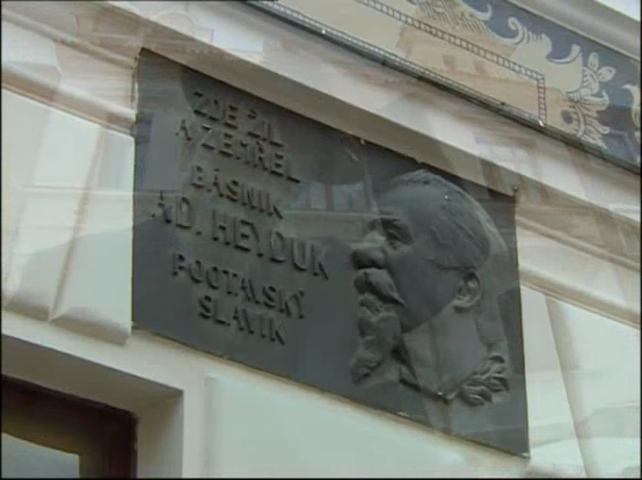 ZDE ŽIL
A ZEMŘEL
BÁSNÍK
AD. HEYDUK
POOTAVSKÝ
SLAVÍK